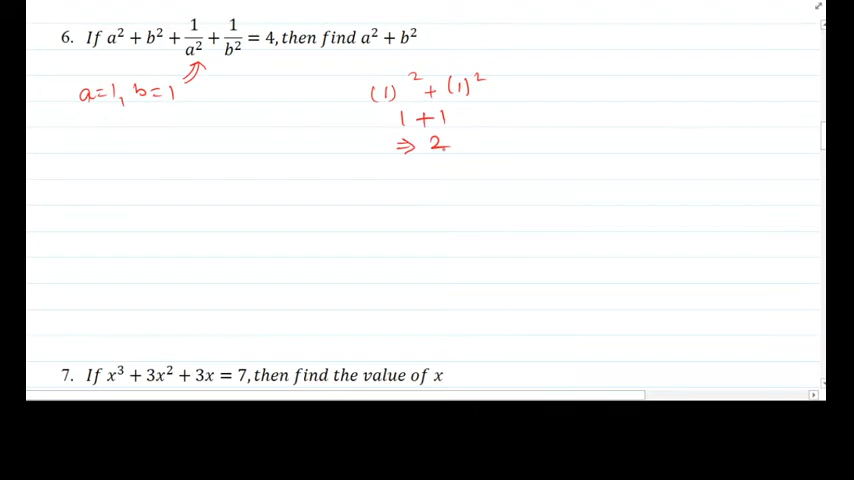 6. If a² + b² + 1/a² + 1/b² = 4, then find a² + b²
a=1, b=1
(1)² + (1)²
1 + 1
⇒ 2
7. If x³ + 3x² + 3x = 7, then find the value of x